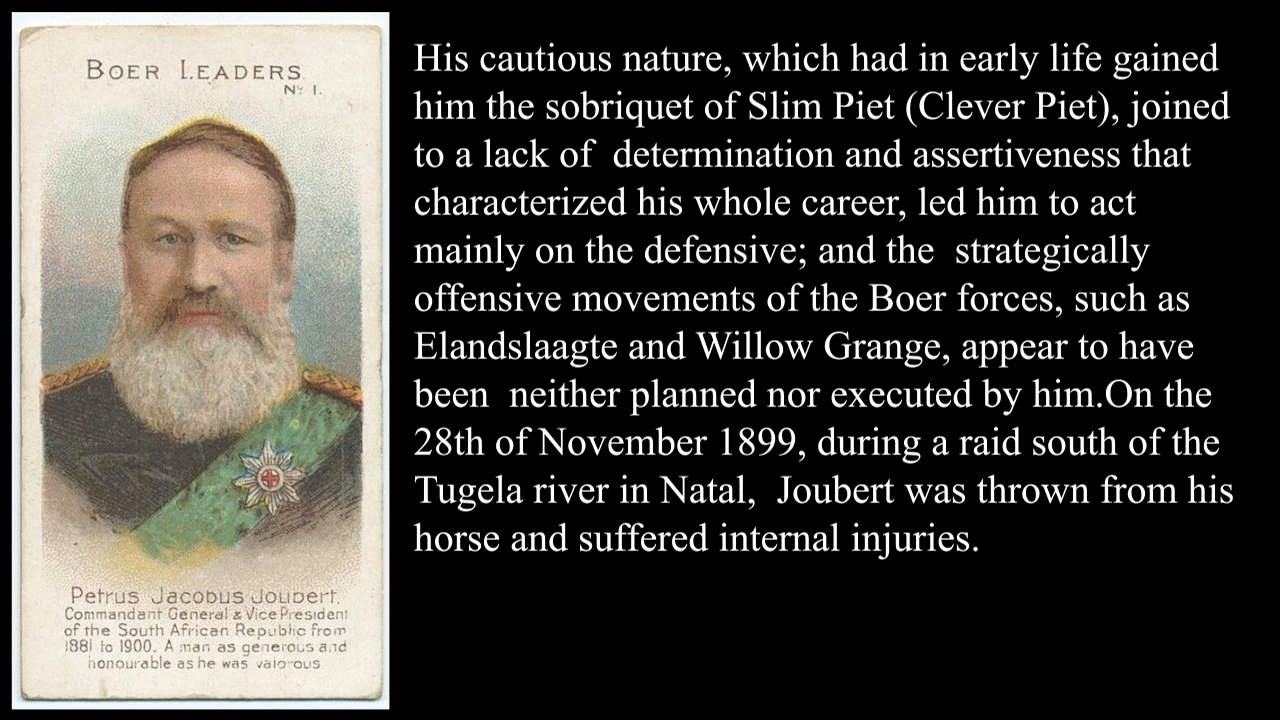 BOER LEADERS.
Nº 1.
Petrus Jacobus Joubert.
Commandant General & Vice President
of the South African Republic from
1881 to 1900. A man as generous and
honourable as he was valorous
His cautious nature, which had in early life gained
him the sobriquet of Slim Piet (Clever Piet), joined
to a lack of  determination and assertiveness that
characterized his whole career, led him to act
mainly on the defensive; and the  strategically
offensive movements of the Boer forces, such as
Elandslaagte and Willow Grange, appear to have
been  neither planned nor executed by him.On the
28th of November 1899, during a raid south of the
Tugela river in Natal,  Joubert was thrown from his
horse and suffered internal injuries.